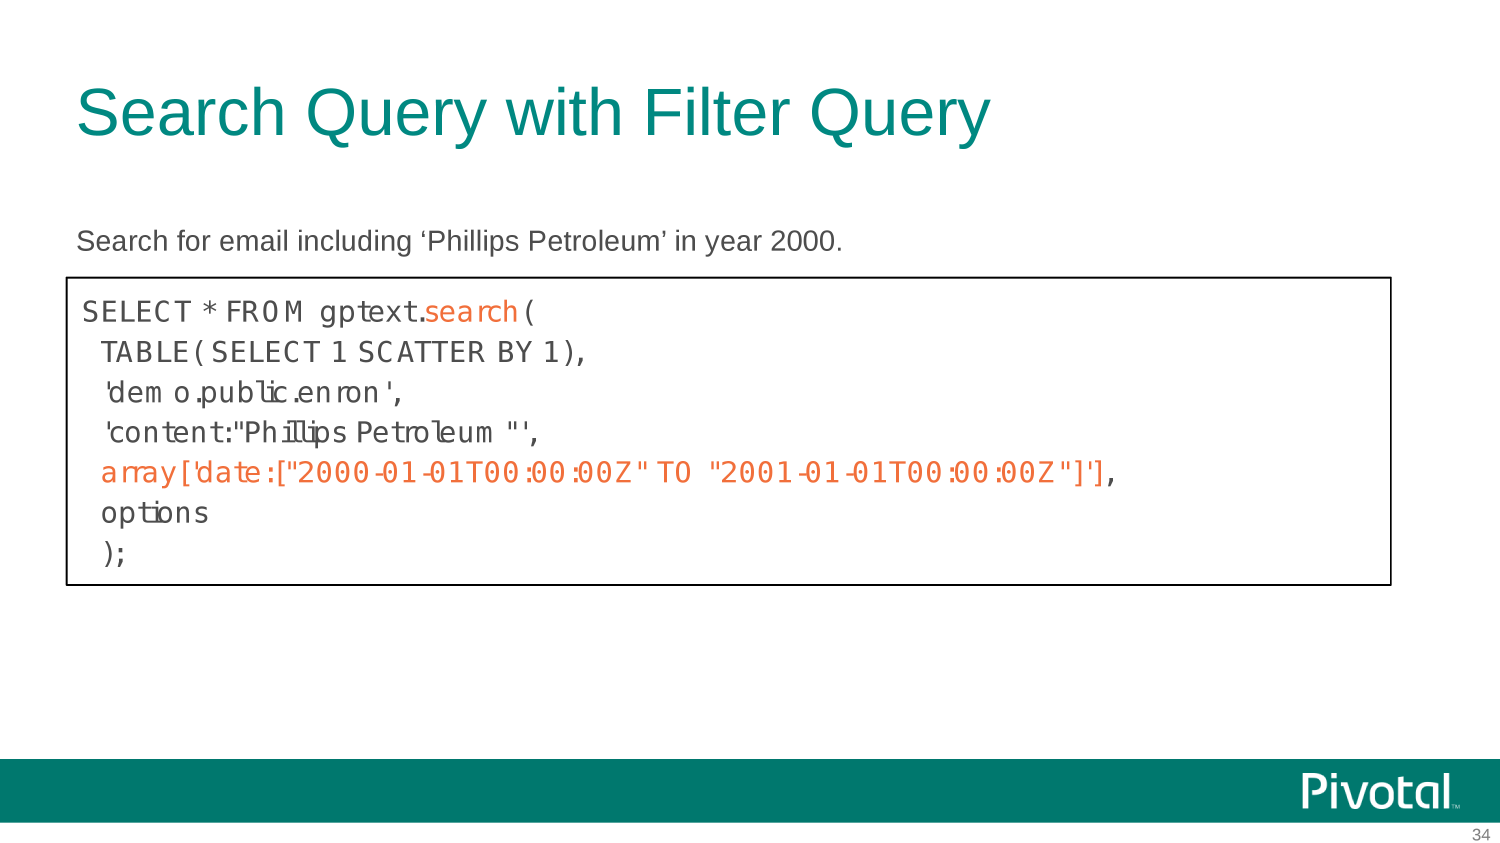 Search Query with Filter Query
Search for email including ‘Phillips Petroleum’ in year 2000.
SELECT * FROM gptext.search(
TABLE(SELECT 1 SCATTER BY 1),
'demo.public.enron',
'content:"Phillips Petroleum"',
array['date:["2000-01-01T00:00:00Z" TO "2001-01-01T00:00:00Z"]'],
options
);
Pivotal™
34